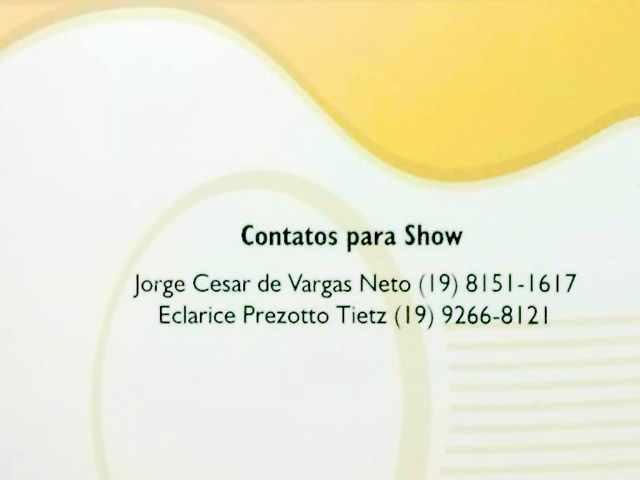 Contatos para Show
Jorge Cesar de Vargas Neto (19) 8151-1617
Eclarice Prezotto Tietz (19) 9266-8121